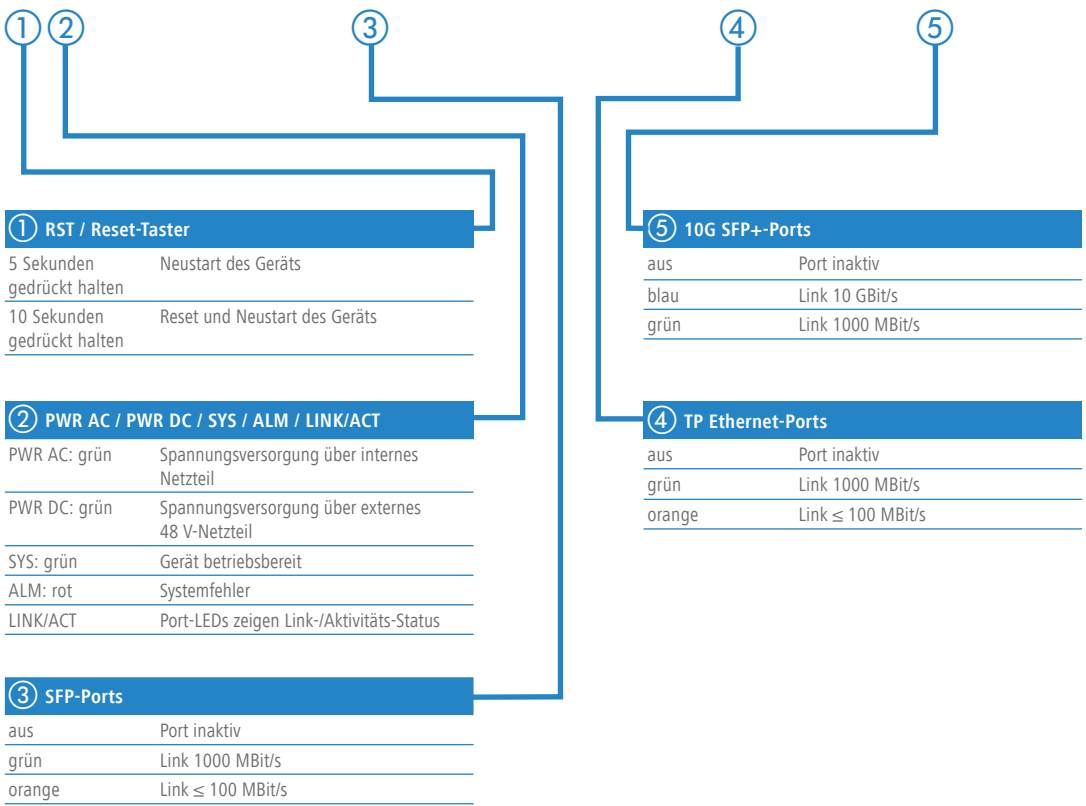 ① ② ③ ④ ⑤
① RST / Reset-Taster
5 Sekunden gedrückt halten Neustart des Geräts
10 Sekunden gedrückt halten Reset und Neustart des Geräts
② PWR AC / PWR DC / SYS / ALM / LINK/ACT
PWR AC: grün Spannungsversorgung über internes Netzteil
PWR DC: grün Spannungsversorgung über externes 48 V-Netzteil
SYS: grün Gerät betriebsbereit
ALM: rot Systemfehler
LINK/ACT Port-LEDs zeigen Link-/Aktivitäts-Status
③ SFP-Ports
aus Port inaktiv
grün Link 1000 MBit/s
orange Link ≤ 100 MBit/s
⑤ 10G SFP+-Ports
aus Port inaktiv
blau Link 10 GBit/s
grün Link 1000 MBit/s
④ TP Ethernet-Ports
aus Port inaktiv
grün Link 1000 MBit/s
orange Link ≤ 100 MBit/s